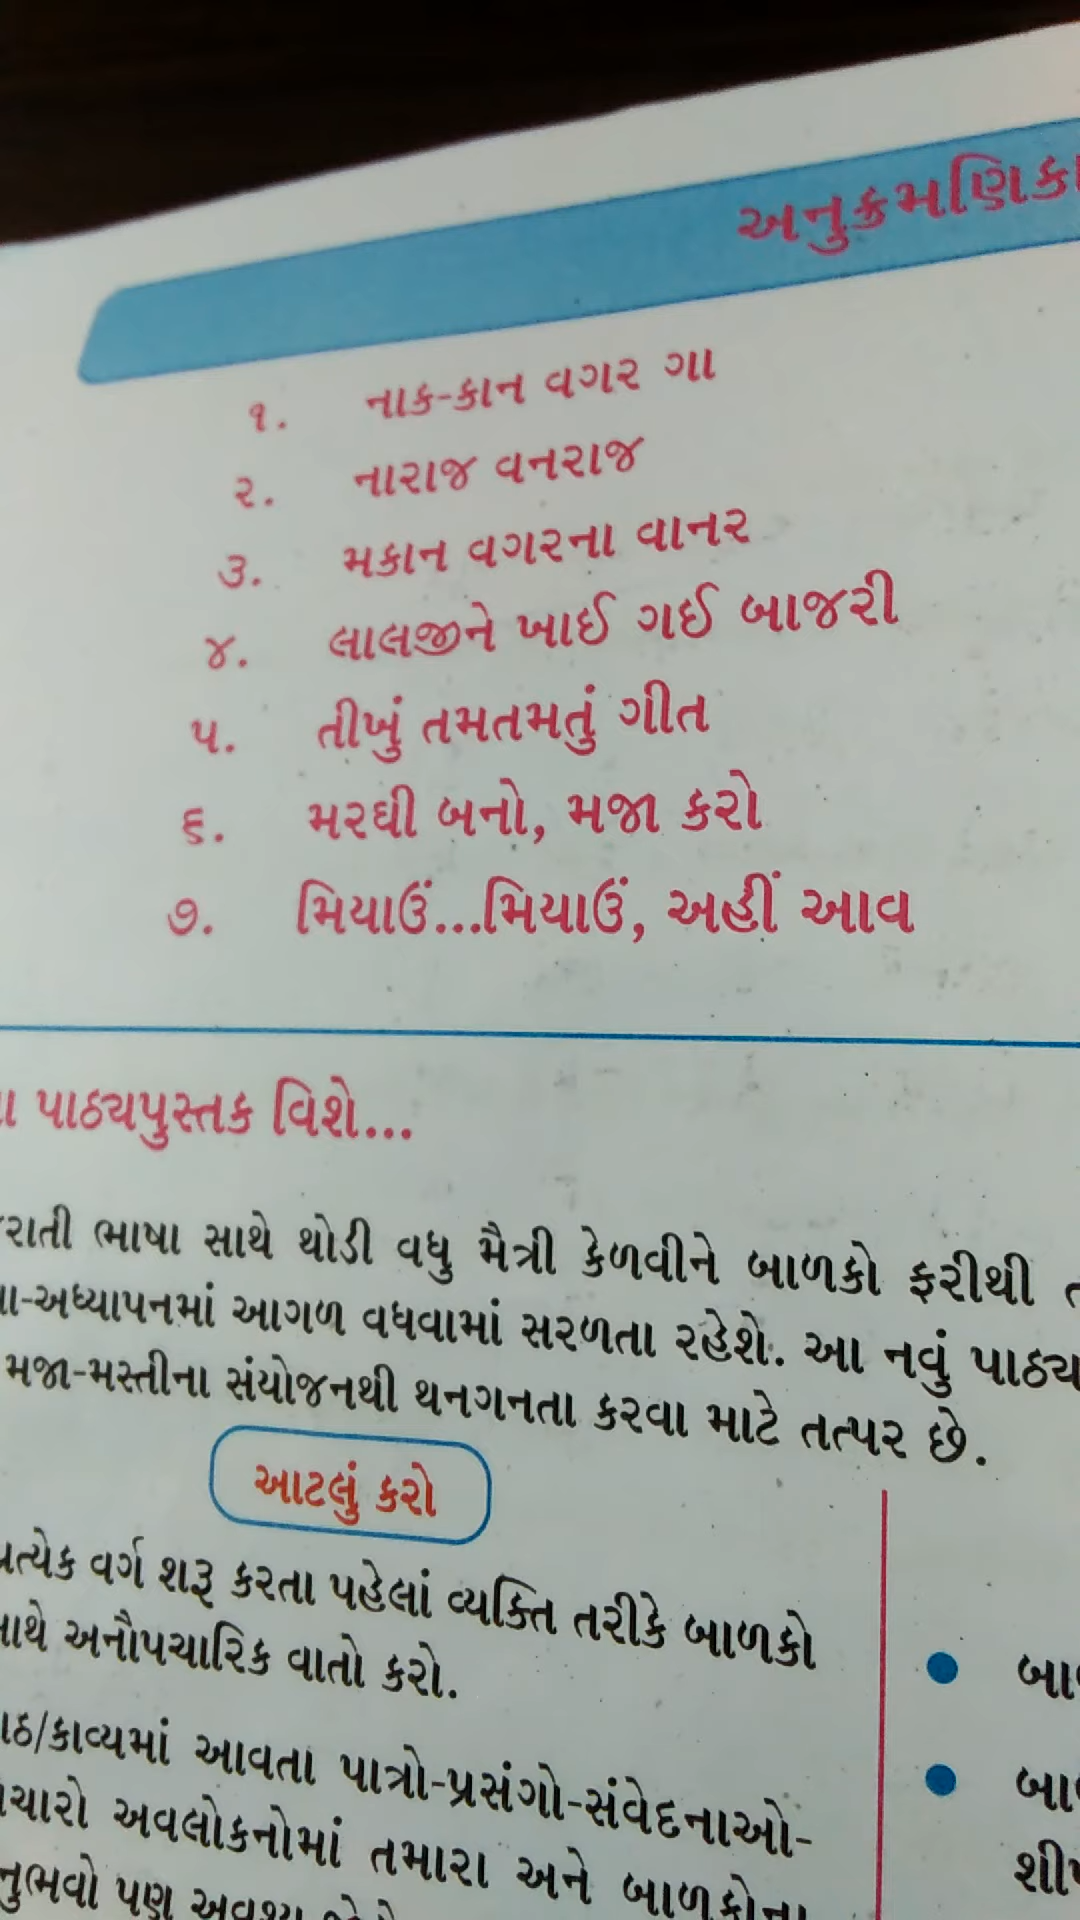 અનુક્રમણિકા
૧. નાક-કાન વગર ગા
૨. નારાજ વનરાજ
૩. મકાન વગરના વાનર
૪. લાલજીને ખાઈ ગઈ બાજરી
૫. તીખું તમતમતું ગીત
૬. મરઘી બનો, મજા કરો
૭. મિયાઉં...મિયાઉં, અહીં આવ
પાઠ્યપુસ્તક વિશે...
ભાષા સાથે થોડી વધુ મૈત્રી કેળવીને બાળકો ફરીથી
-અધ્યાપનમાં આગળ વધવામાં સરળતા રહેશે. આ નવું પાઠ્ય
મજા-મસ્તીના સંયોજનથી થનગનતા કરવા માટે તત્પર છે.
આટલું કરો
પ્રત્યેક વર્ગ શરૂ કરતા પહેલાં વ્યક્તિ તરીકે બાળકો
સાથે અનૌપચારિક વાતો કરો.
/કાવ્યમાં આવતા પાત્રો-પ્રસંગો-સંવેદનાઓ-
અવલોકનોમાં તમારા અને બાળકોના
પણ